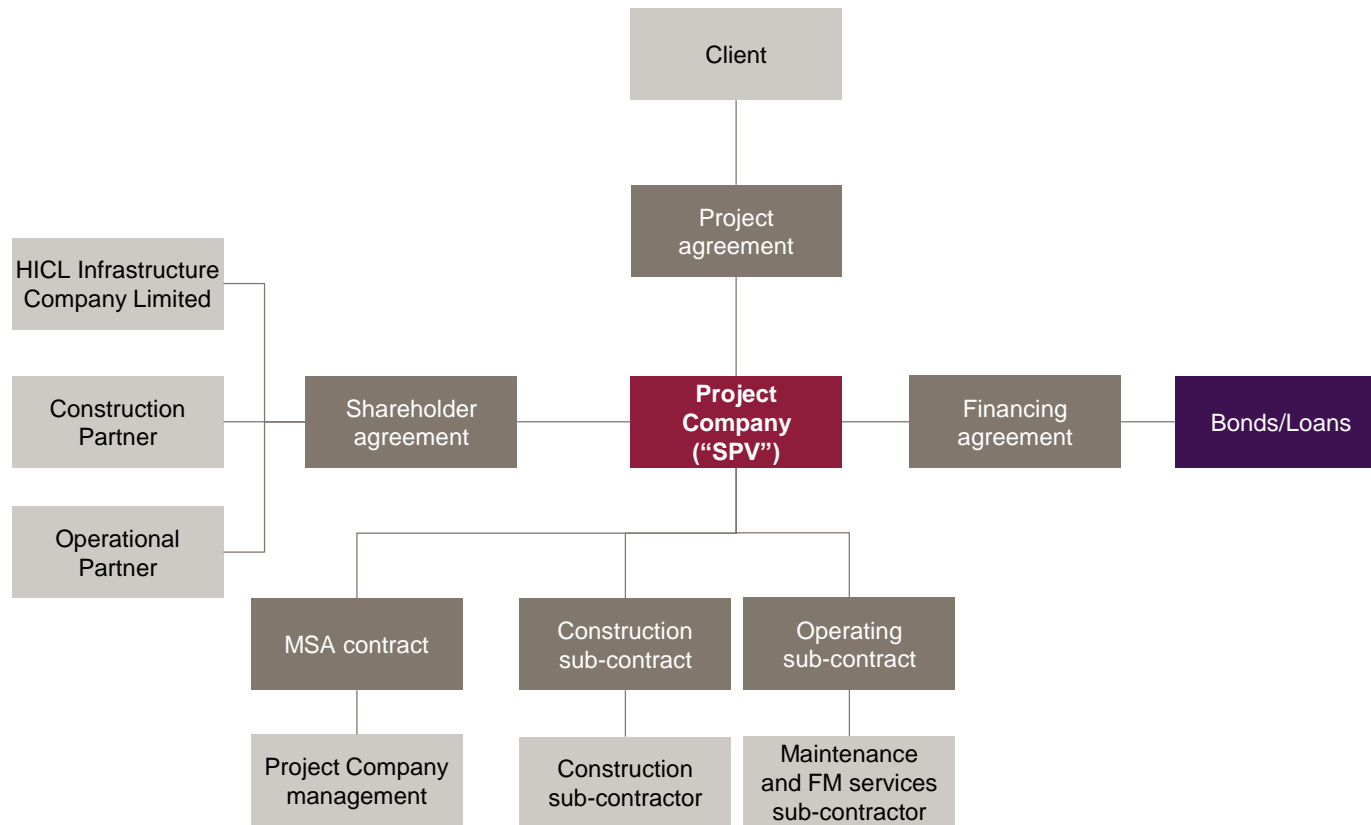 Client
Project
agreement
HICL Infrastructure
Company Limited
Construction
Partner
Operational
Partner
Shareholder
agreement
Project
Company
(“SPV”)
Financing
agreement
Bonds/Loans
MSA contract
Construction
sub-contract
Operating
sub-contract
Project Company
management
Construction
sub-contractor
Maintenance
and FM services
sub-contractor